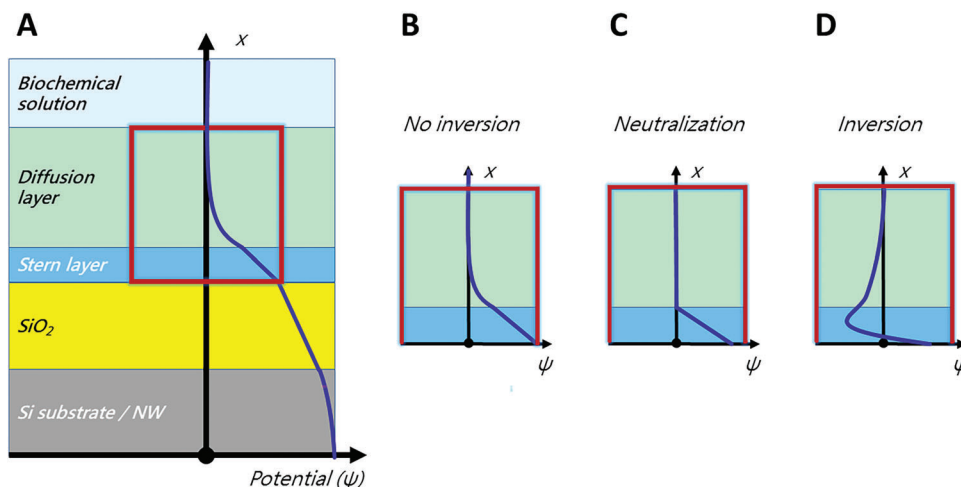 A
x
Biochemical
solution
Diffusion
layer
Stern layer
SiO₂
Si substrate / NW
Potential (ψ)
B
No inversion
x
ψ
C
Neutralization
x
ψ
D
Inversion
x
ψ